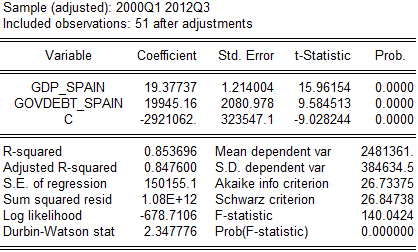 Sample (adjusted): 2000Q1 2012Q3
Included observations: 51 after adjustments
Variable Coefficient Std. Error t-Statistic Prob.
GDP_SPAIN 19.37737 1.214004 15.96154 0.0000
GOVDEBT_SPAIN 19945.16 2080.978 9.584513 0.0000
C -2921062. 323547.1 -9.028244 0.0000
R-squared 0.853696 Mean dependent var 2481361.
Adjusted R-squared 0.847600 S.D. dependent var 384634.5
S.E. of regression 150155.1 Akaike info criterion 26.73375
Sum squared resid 1.08E+12 Schwarz criterion 26.84738
Log likelihood -678.7106 F-statistic 140.0424
Durbin-Watson stat 2.347776 Prob(F-statistic) 0.000000